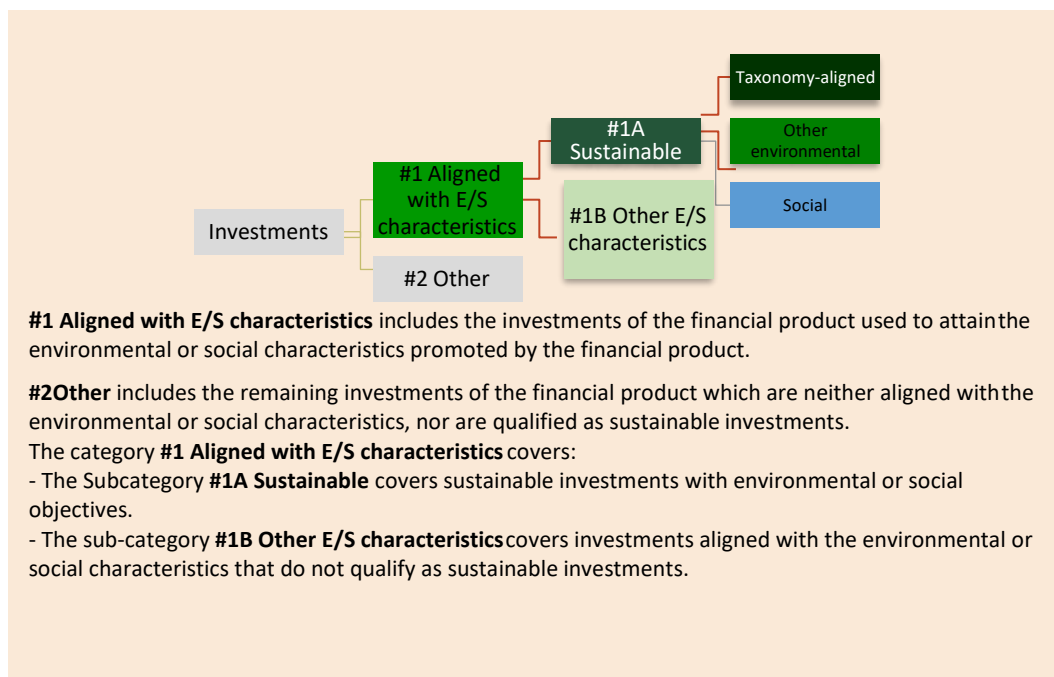 Taxonomy-aligned
#1A
Sustainable
Other
environmental
#1 Aligned
with E/S
characteristics
#1B Other E/S
characteristics
Social
Investments
#2 Other
#1 Aligned with E/S characteristics includes the investments of the financial product used to attainthe
environmental or social characteristics promoted by the financial product.
#2Other includes the remaining investments of the financial product which are neither aligned withthe
environmental or social characteristics, nor are qualified as sustainable investments.
The category #1 Aligned with E/S characteristics covers:
- The Subcategory #1A Sustainable covers sustainable investments with environmental or social
objectives.
- The sub-category #1B Other E/S characteristicscovers investments aligned with the environmental or
social characteristics that do not qualify as sustainable investments.